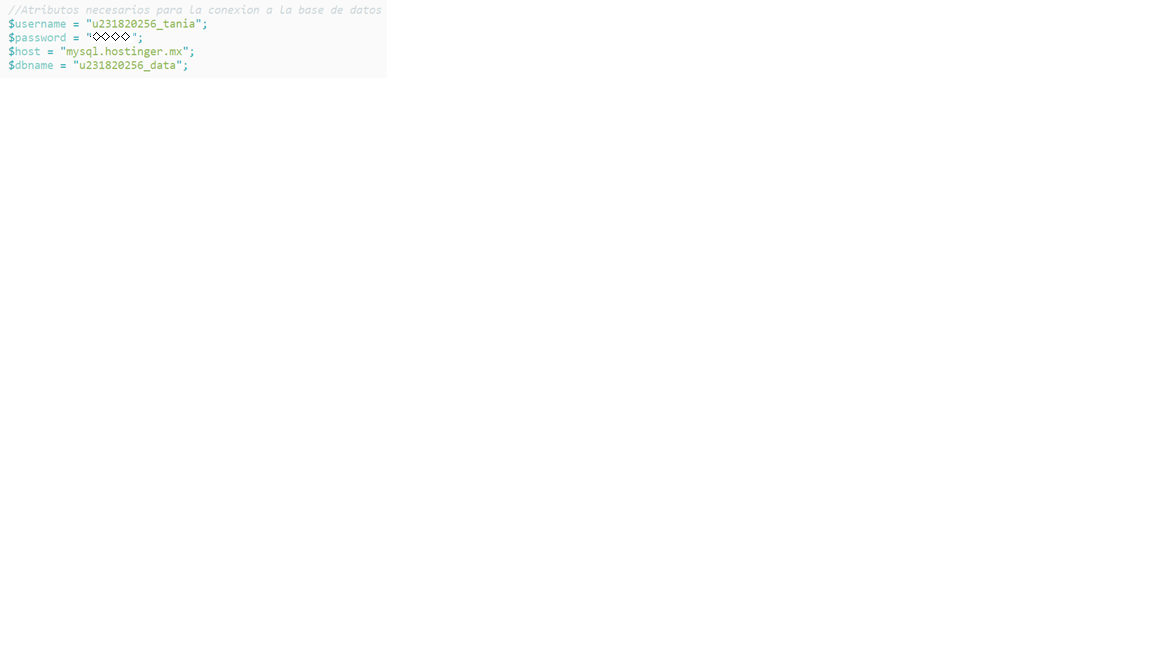 //Atributos necesarios para la conexion a la base de datos
$username = "u231820256_tania";
$password = "◇◇◇◇";
$host = "mysql.hostinger.mx";
$dbname = "u231820256_data";